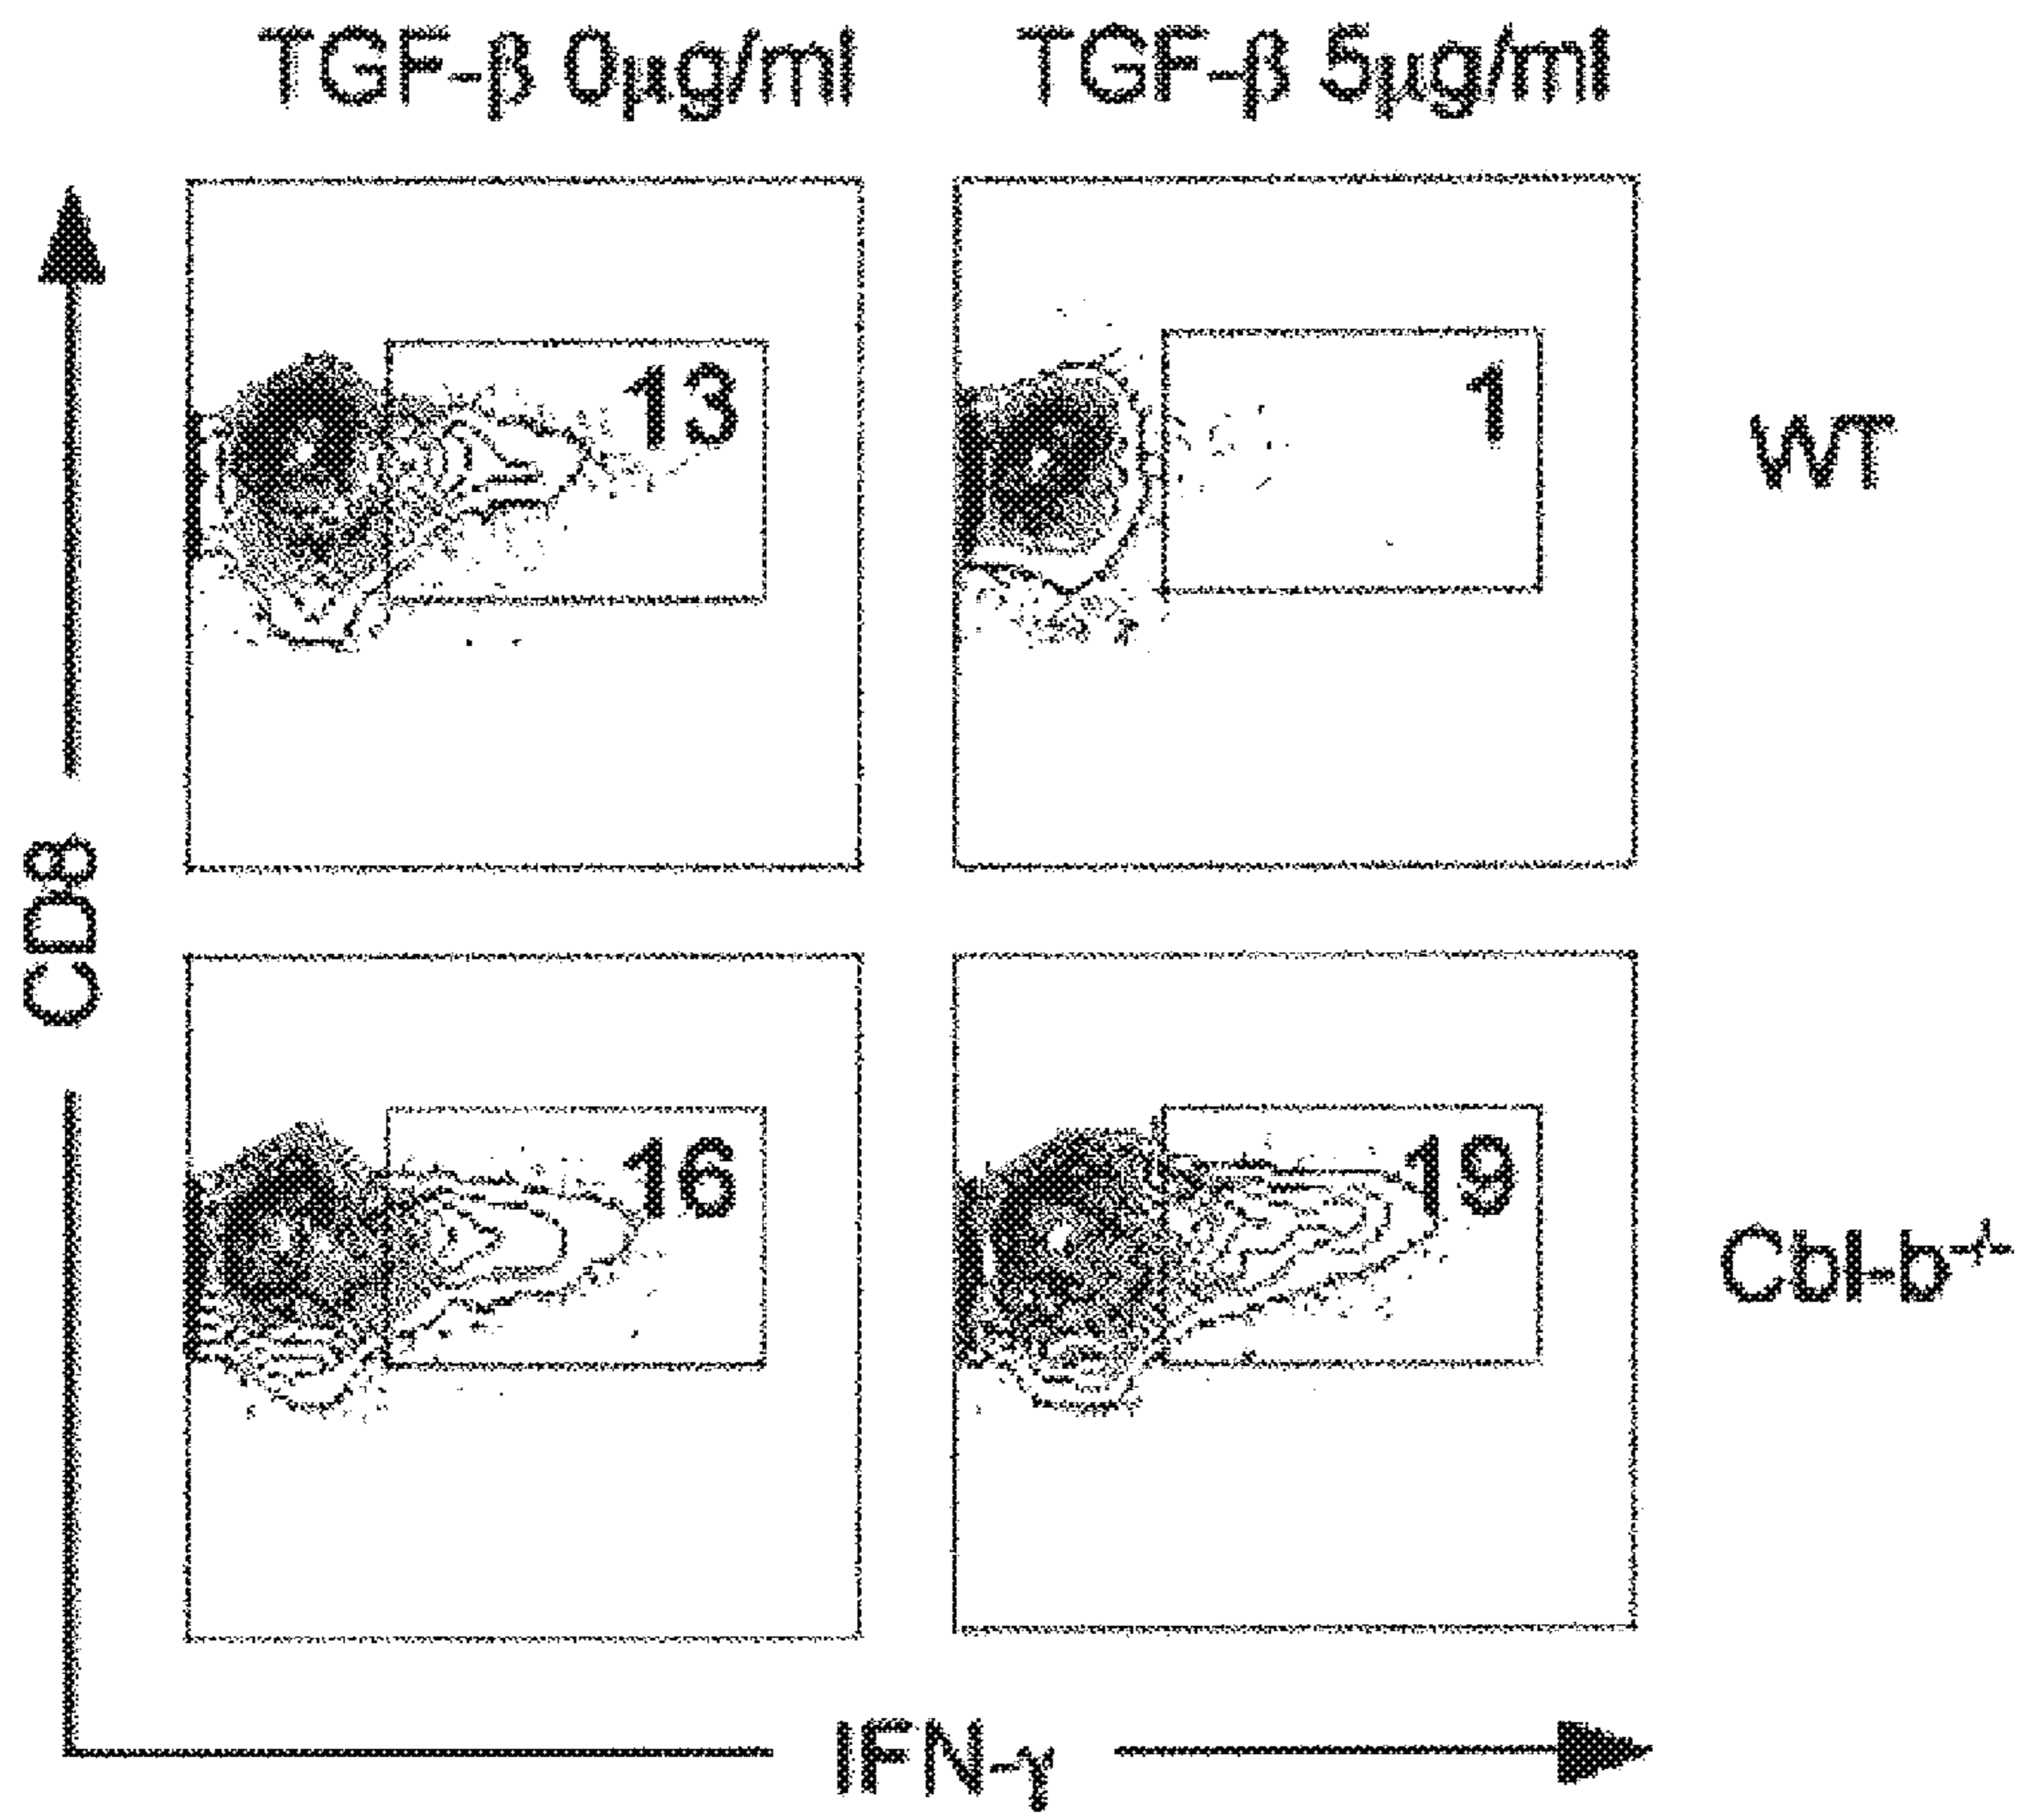 TGF-β 0µg/ml TGF-β 5µg/ml
13
1
WT
CD8
16
19
Cbl-b-/-
IFN-γ